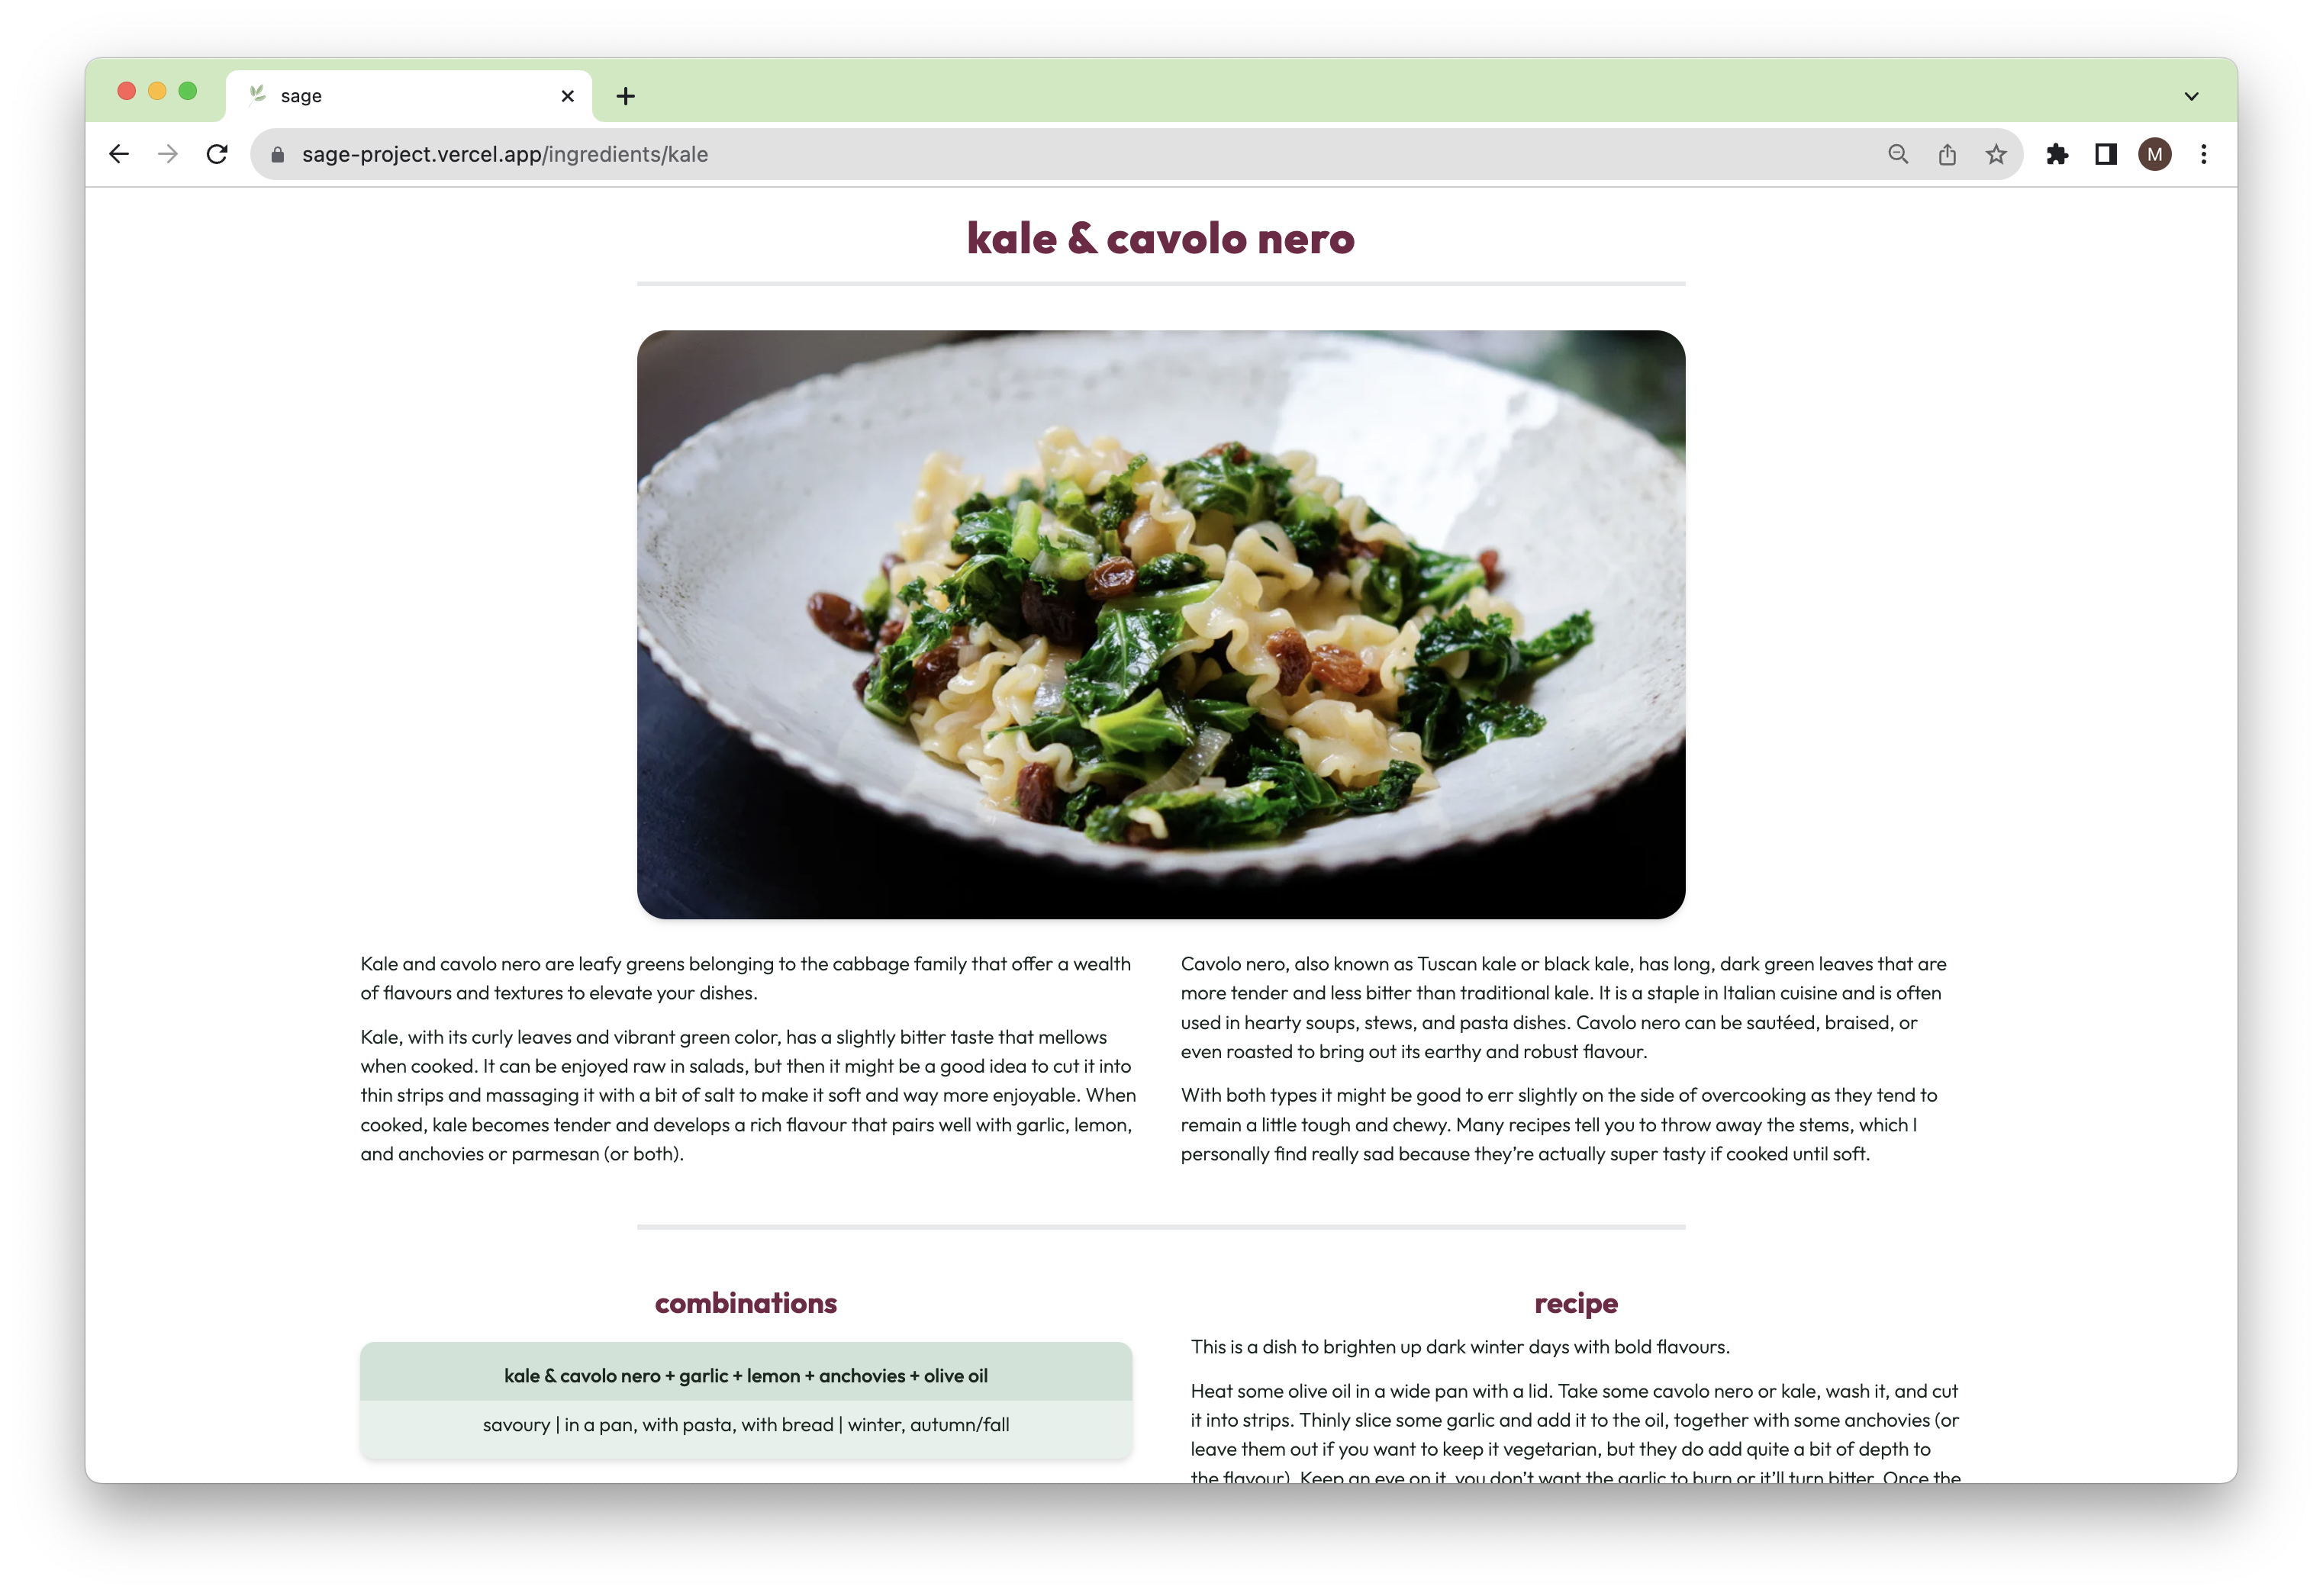 sage
sage-project.vercel.app/ingredients/kale
M
kale & cavolo nero
Kale and cavolo nero are leafy greens belonging to the cabbage family that offer a wealth
of flavours and textures to elevate your dishes.
Kale, with its curly leaves and vibrant green color, has a slightly bitter taste that mellows
when cooked. It can be enjoyed raw in salads, but then it might be a good idea to cut it into
thin strips and massaging it with a bit of salt to make it soft and way more enjoyable. When
cooked, kale becomes tender and develops a rich flavour that pairs well with garlic, lemon,
and anchovies or parmesan (or both).
Cavolo nero, also known as Tuscan kale or black kale, has long, dark green leaves that are
more tender and less bitter than traditional kale. It is a staple in Italian cuisine and is often
used in hearty soups, stews, and pasta dishes. Cavolo nero can be sautéed, braised, or
even roasted to bring out its earthy and robust flavour.
With both types it might be good to err slightly on the side of overcooking as they tend to
remain a little tough and chewy. Many recipes tell you to throw away the stems, which I
personally find really sad because they're actually super tasty if cooked until soft.
combinations
kale & cavolo nero + garlic + lemon + anchovies + olive oil
savoury | in a pan, with pasta, with bread | winter, autumn/fall
recipe
This is a dish to brighten up dark winter days with bold flavours.
Heat some olive oil in a wide pan with a lid. Take some cavolo nero or kale, wash it, and cut
it into strips. Thinly slice some garlic and add it to the oil, together with some anchovies (or
leave them out if you want to keep it vegetarian, but they do add quite a bit of depth to
the flavour). Keep an eye on it, you don't want the garlic to burn or it'll turn bitter. Once the